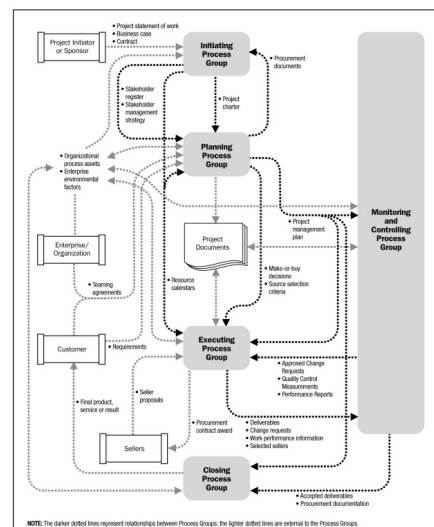 • Project statement of work
• Business case
• Contract
Project Initiator
or Sponsor
Initiating
Process
Group
• Procurement
documents
• Stakeholder
register
• Stakeholder
management
strategy
• Project
charter
Planning
Process
Group
• Organizational
process assets
• Enterprise
environmental
factors
• Project
management
plan
Monitoring
and
Controlling
Process
Group
Project
Documents
Enterprise/
Organization
• Resource
calendars
• Make-or-buy
decisions
• Source selection
criteria
• Teaming
agreements
Customer
• Requirements
Executing
Process
Group
• Approved Change
Requests
• Quality Control
Measurements
• Performance Reports
• Seller
proposals
• Final product,
service or result
• Deliverables
• Change requests
• Work performance information
• Selected sellers
• Procurement
contract award
Sellers
Closing
Process
Group
• Accepted deliverables
• Procurement documentation
NOTE: The darker dotted lines represent relationships between Process Groups; the lighter dotted lines are external to the Process Groups.